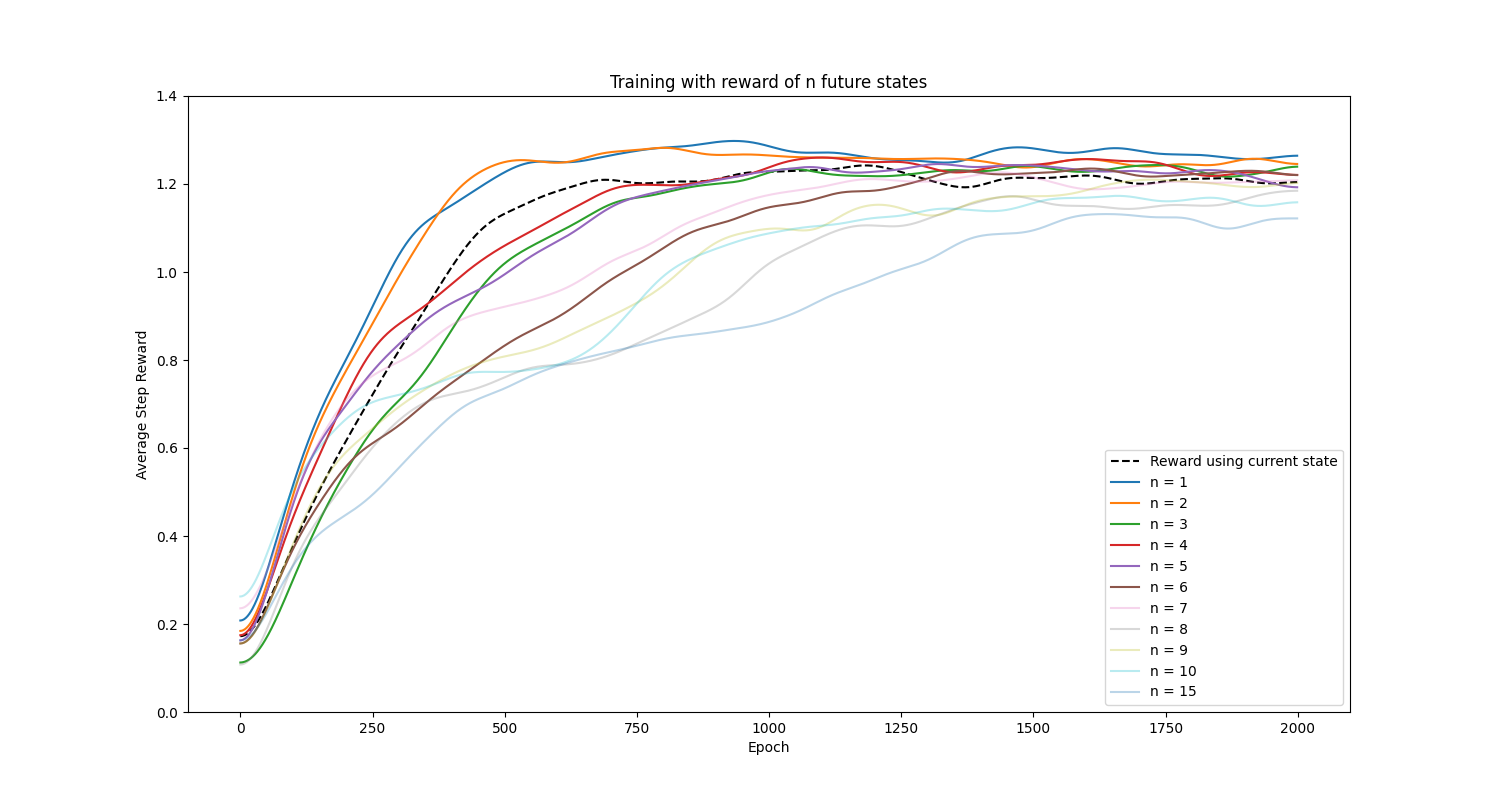 Training with reward of n future states
1.4
1.2
1.0
0.8
0.6
0.4
0.2
0.0
Average Step Reward
Reward using current state
n = 1
n = 2
n = 3
n = 4
n = 5
n = 6
n = 7
n = 8
n = 9
n = 10
n = 15
0 250 500 750 1000 1250 1500 1750 2000
Epoch